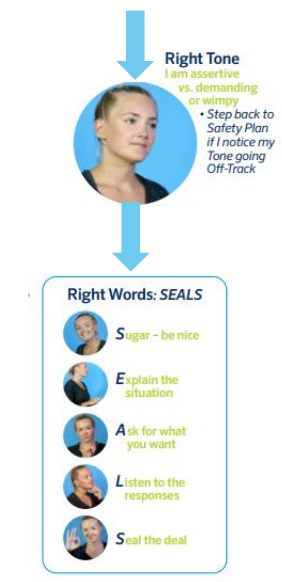 Right Tone
I am assertive
vs. demanding
or wimpy
• Step back to
Safety Plan
if I notice my
Tone going
Off-Track
Right Words: SEALS
Sugar – be nice
Explain the
situation
Ask for what
you want
Listen to the
responses
Seal the deal